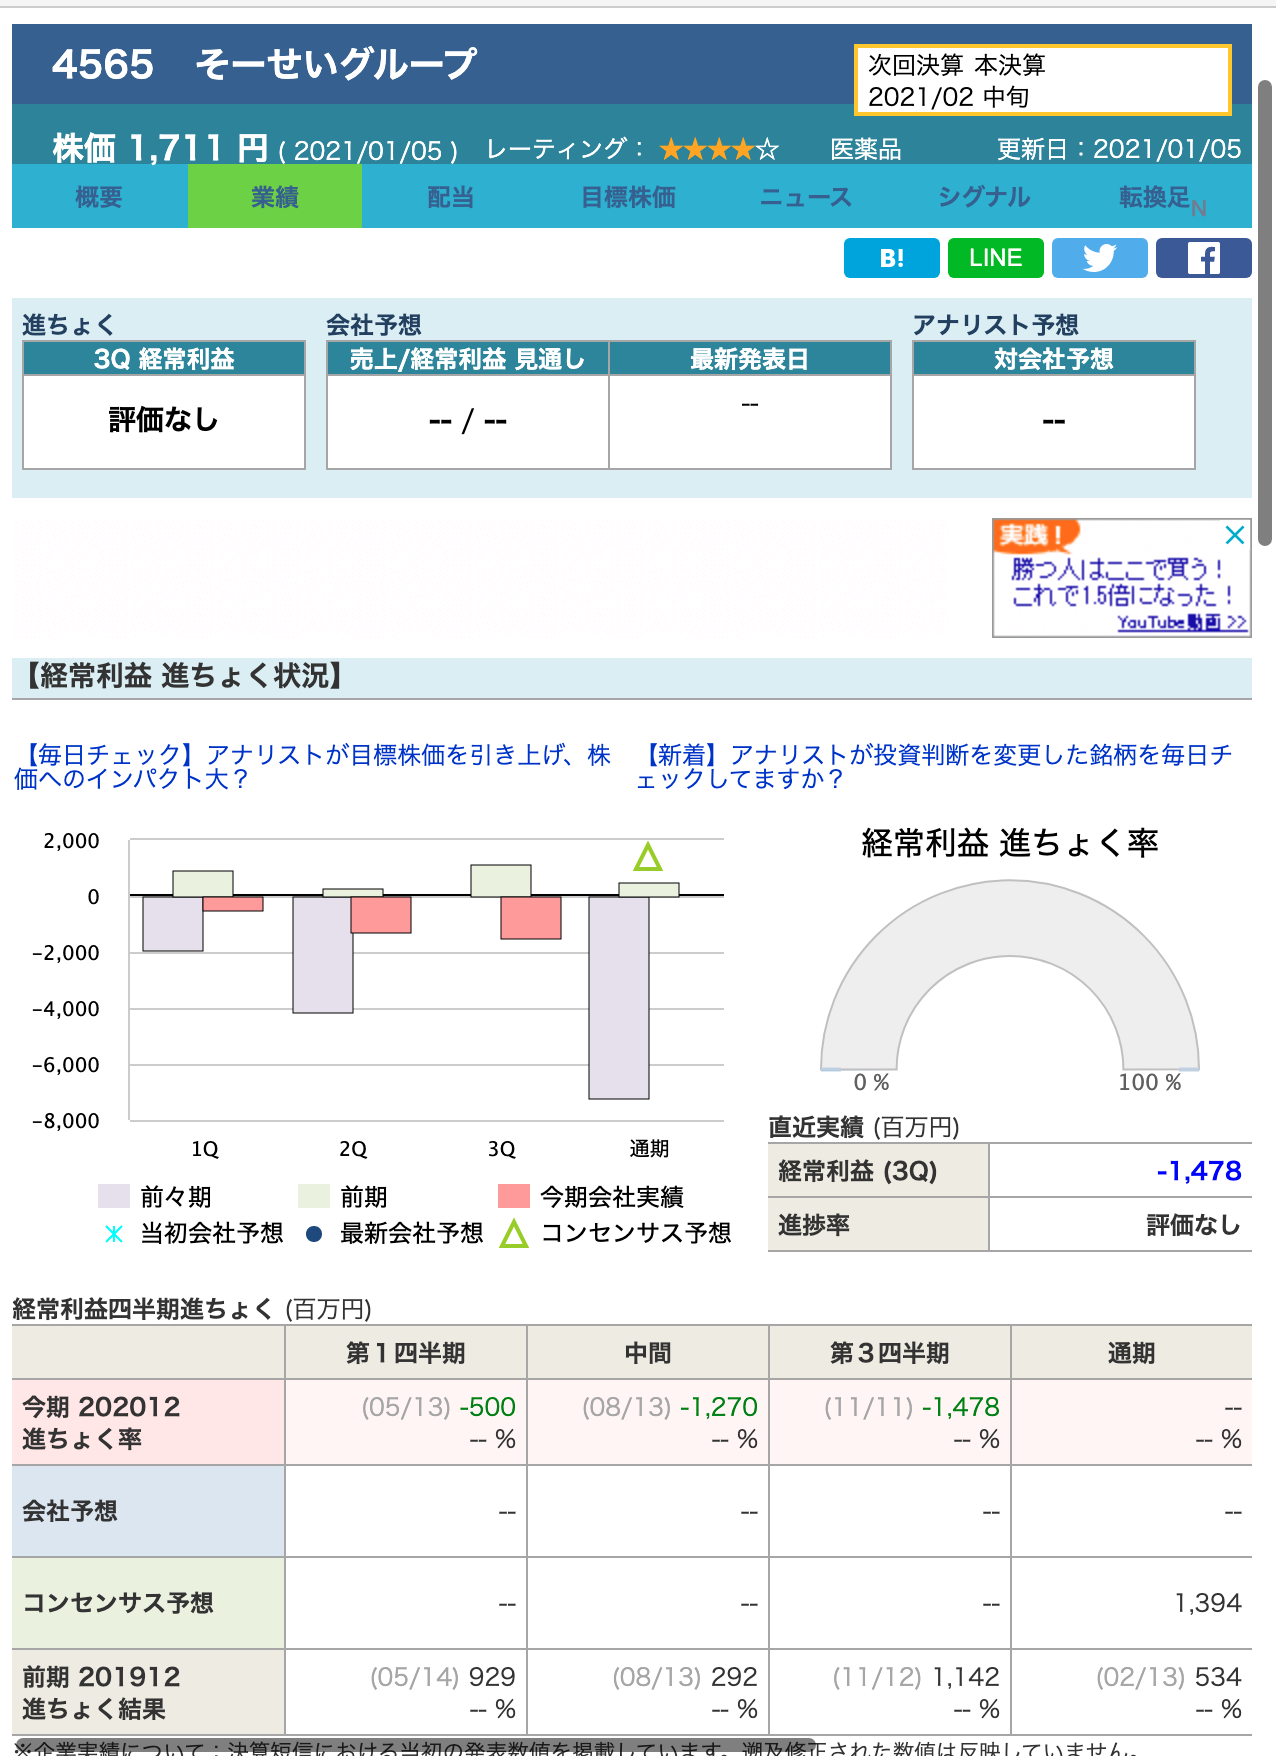 4565 そーせいグループ
次回決算 本決算
2021/02 中旬
株価 1,711 円 ( 2021/01/05 ) レーティング： ★★★★☆ 医薬品 更新日：2021/01/05
概要 業績 配当 目標株価 ニュース シグナル 転換足N
B! LINE
進ちょく 会社予想 アナリスト予想
3Q 経常利益 売上/経常利益 見通し 最新発表日 対会社予想
評価なし -- / -- -- --
実践！
勝つ人はここで買う！
これで1.5倍になった！
YouTube動画 >>
【経常利益 進ちょく状況】
【毎日チェック】アナリストが目標株価を引き上げ、株
価へのインパクト大？
【新着】アナリストが投資判断を変更した銘柄を毎日チ
ェックしてますか？
2,000
0
-2,000
-4,000
-6,000
-8,000
1Q 2Q 3Q 通期
前々期 前期 今期会社実績
当初会社予想 最新会社予想 コンセンサス予想
経常利益 進ちょく率
0 % 100 %
直近実績 (百万円)
経常利益 (3Q) -1,478
進捗率 評価なし
経常利益四半期進ちょく (百万円)
第１四半期 中間 第３四半期 通期
今期 202012 (05/13) -500 (08/13) -1,270 (11/11) -1,478 --
進ちょく率 -- % -- % -- % -- %
会社予想 -- -- -- --
コンセンサス予想 -- -- -- 1,394
前期 201912 (05/14) 929 (08/13) 292 (11/12) 1,142 (02/13) 534
進ちょく結果 -- % -- % -- % -- %
※企業実績について：決算短信における当初の発表数値を掲載しています。遡及修正された数値は反映していません。